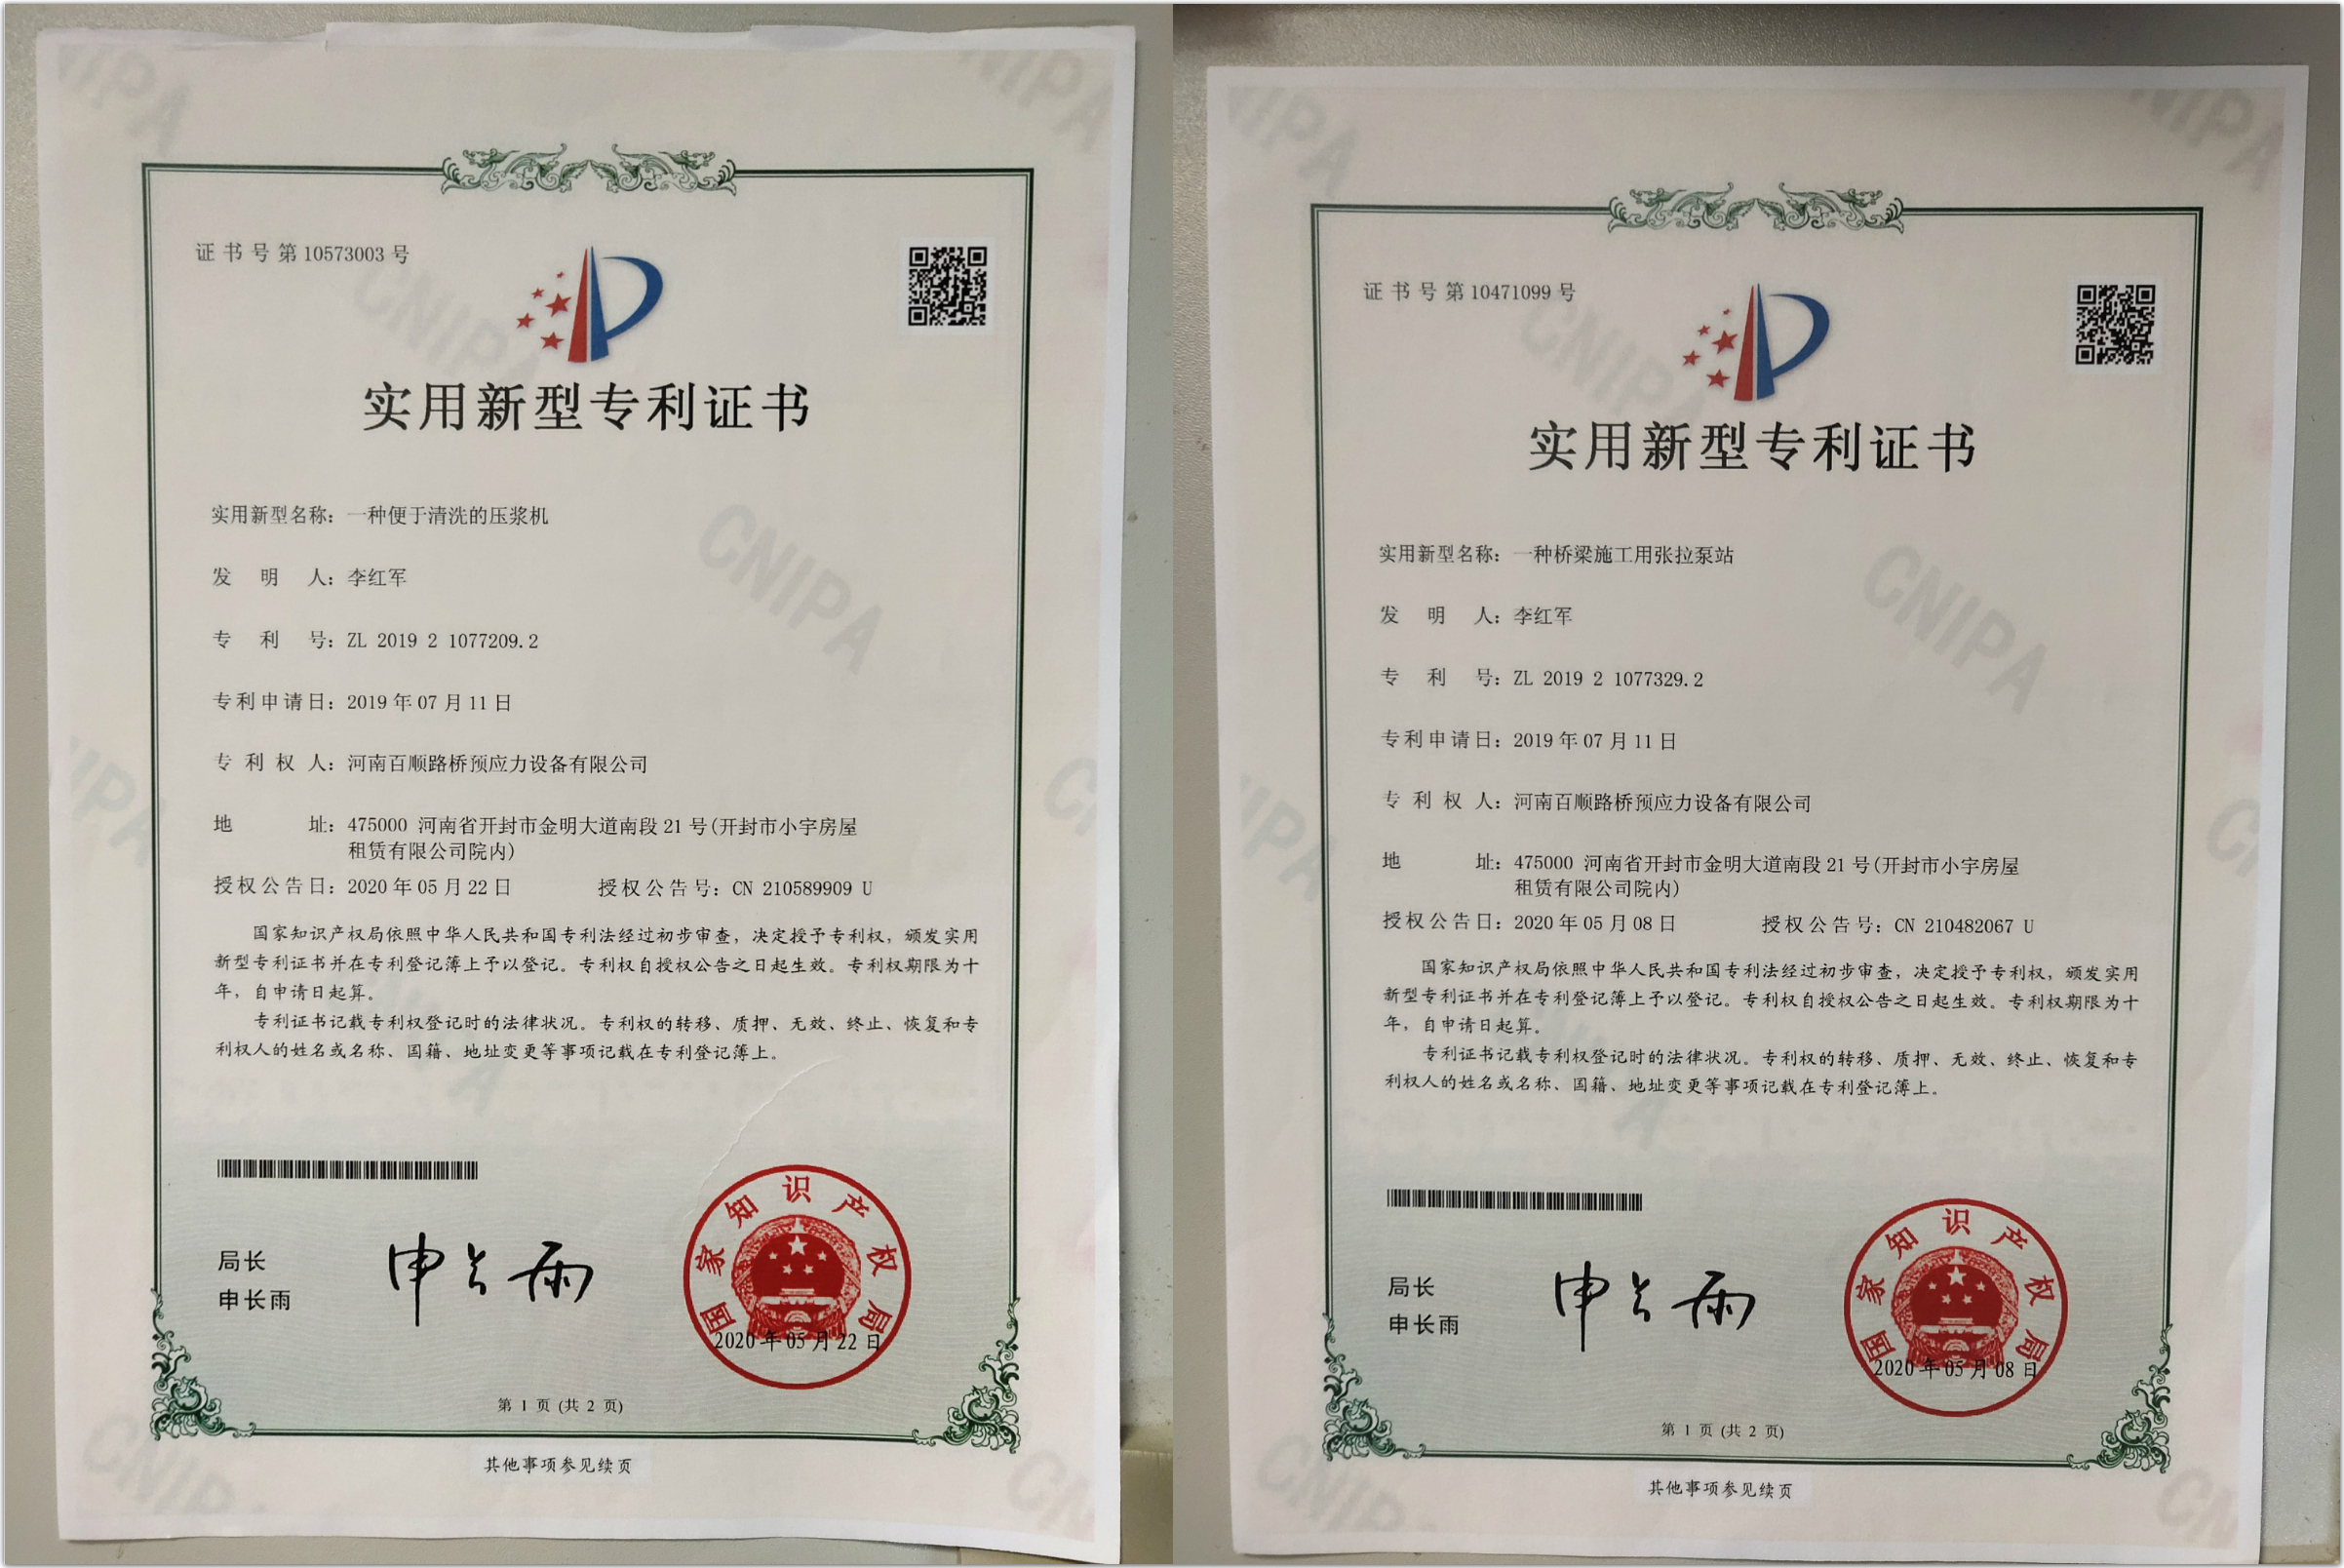 证书号第10573003号
实用新型专利证书
实用新型名称：一种便于清洗的压浆机
发明人：李红军
专利号：ZL 2019 2 1077209.2
专利申请日：2019年07月11日
专利权人：河南百顺路桥预应力设备有限公司
地址：475000 河南省开封市金明大道南段21号(开封市小宇房屋
租赁有限公司院内)
授权公告日：2020年05月22日 授权公告号：CN 210589909 U
国家知识产权局依照中华人民共和国专利法经过初步审查，决定授予专利权，颁发实用
新型专利证书并在专利登记簿上予以登记。专利权自授权公告之日起生效。专利权期限为十
年，自申请日起算。
专利证书记载专利权登记时的法律状况。专利权的转移、质押、无效、终止、恢复和专
利权人的姓名或名称、国籍、地址变更等事项记载在专利登记簿上。
局长
申长雨
申长雨
国家知识产权局
2020年05月22日
第 1 页 (共 2 页)
其他事项参见续页
证书号第10471099号
实用新型专利证书
实用新型名称：一种桥梁施工用张拉泵站
发明人：李红军
专利号：ZL 2019 2 1077329.2
专利申请日：2019年07月11日
专利权人：河南百顺路桥预应力设备有限公司
地址：475000 河南省开封市金明大道南段21号(开封市小宇房屋
租赁有限公司院内)
授权公告日：2020年05月08日 授权公告号：CN 210482067 U
国家知识产权局依照中华人民共和国专利法经过初步审查，决定授予专利权，颁发实用
新型专利证书并在专利登记簿上予以登记。专利权自授权公告之日起生效。专利权期限为十
年，自申请日起算。
专利证书记载专利权登记时的法律状况。专利权的转移、质押、无效、终止、恢复和专
利权人的姓名或名称、国籍、地址变更等事项记载在专利登记簿上。
局长
申长雨
申长雨
国家知识产权局
2020年05月08日
第 1 页 (共 2 页)
其他事项参见续页
CNIPA